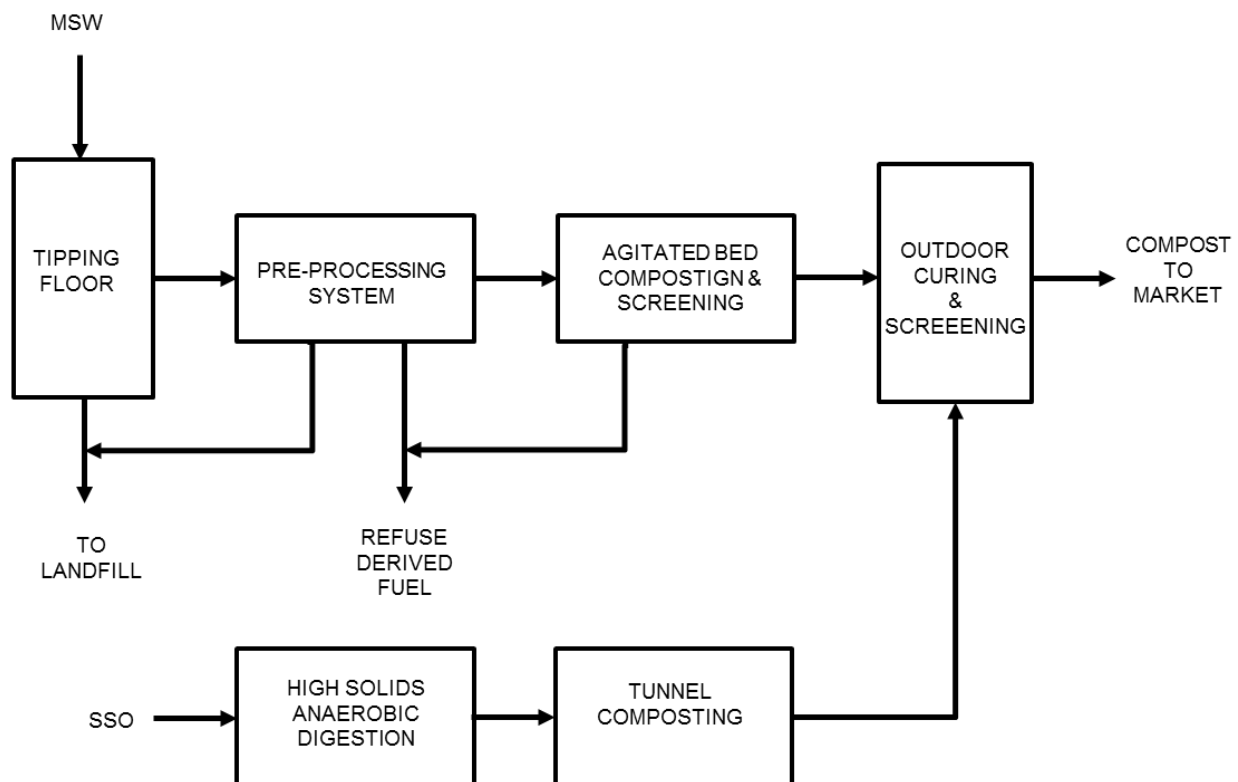 MSW
TIPPING
FLOOR
PRE-PROCESSING
SYSTEM
AGITATED BED
COMPOSTIGN &
SCREENING
OUTDOOR
CURING
&
SCREEENING
COMPOST
TO
MARKET
TO
LANDFILL
REFUSE
DERIVED
FUEL
SSO
HIGH SOLIDS
ANAEROBIC
DIGESTION
TUNNEL
COMPOSTING